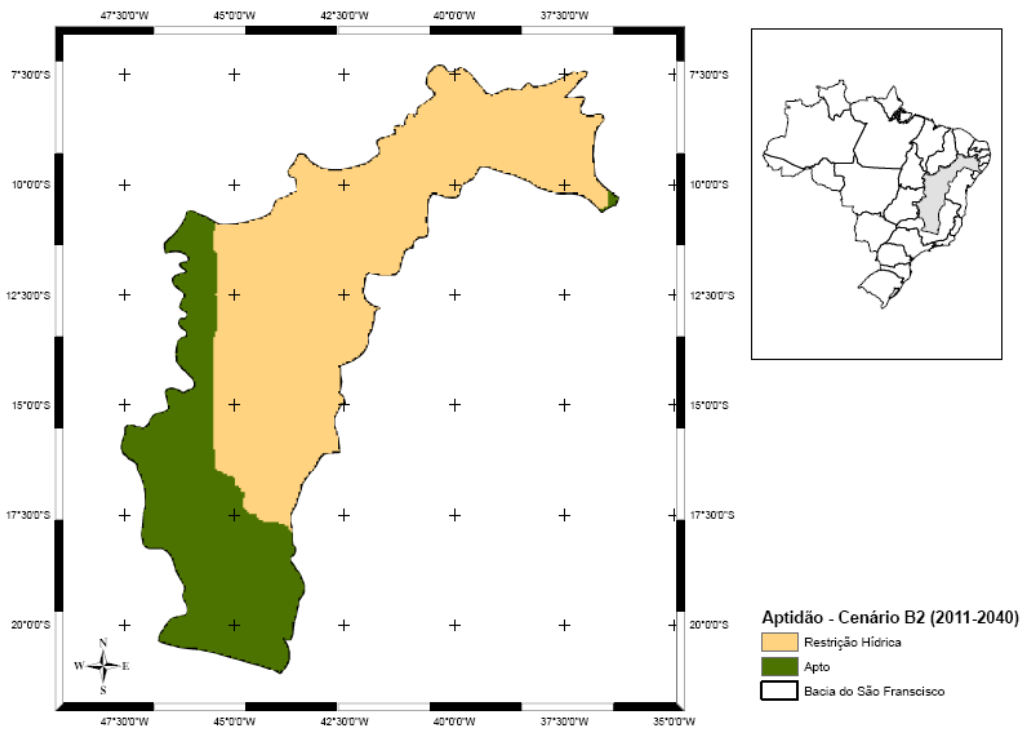 47°30'0"W 45°0'0"W 42°30'0"W 40°0'0"W 37°30'0"W
7°30'0"S 7°30'0"S
10°0'0"S 10°0'0"S
12°30'0"S 12°30'0"S
15°0'0"S 15°0'0"S
17°30'0"S 17°30'0"S
20°0'0"S 20°0'0"S
N
W E
S
47°30'0"W 45°0'0"W 42°30'0"W 40°0'0"W 37°30'0"W 35°0'0"W
Aptidão - Cenário B2 (2011-2040)
Restrição Hídrica
Apto
Bacia do São Franscisco